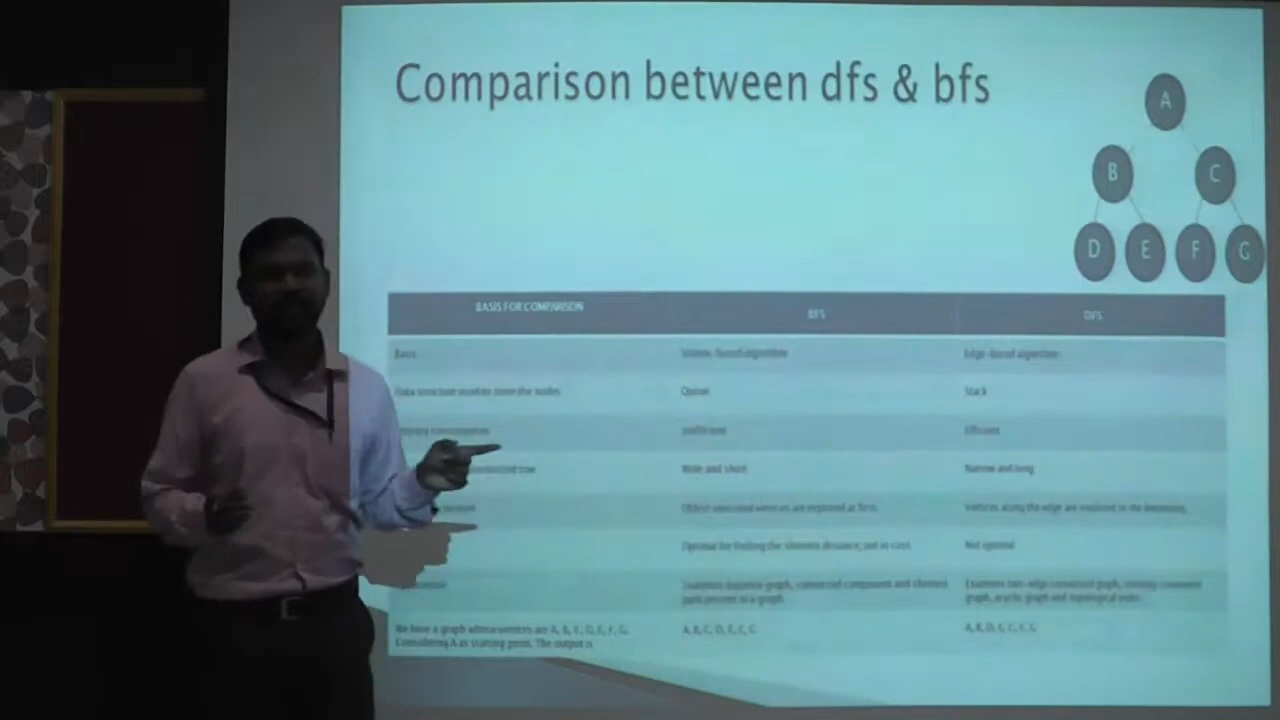 Comparison between dfs & bfs
A
B C
D E F G
BASIS FOR COMPARISON BFS DFS
Basis Vertex-based algorithm Edge-based algorithm
Data structure used to store the nodes Queue Stack
Inefficient Efficient
Wide and short Narrow and long
Oldest unvisited vertices are explored at first. Vertices along the edge are explored in the beginning.
Optimal for finding the shortest distance, not in cost. Not optimal
Examines bipartite graph, connected component and shortest path present in a graph. Examines two-edge connected graph, strongly connected graph, acyclic graph and topological order.
We have a graph whose vertices are A, B, C, D, E, F, G.
Considering A as starting point. The output is